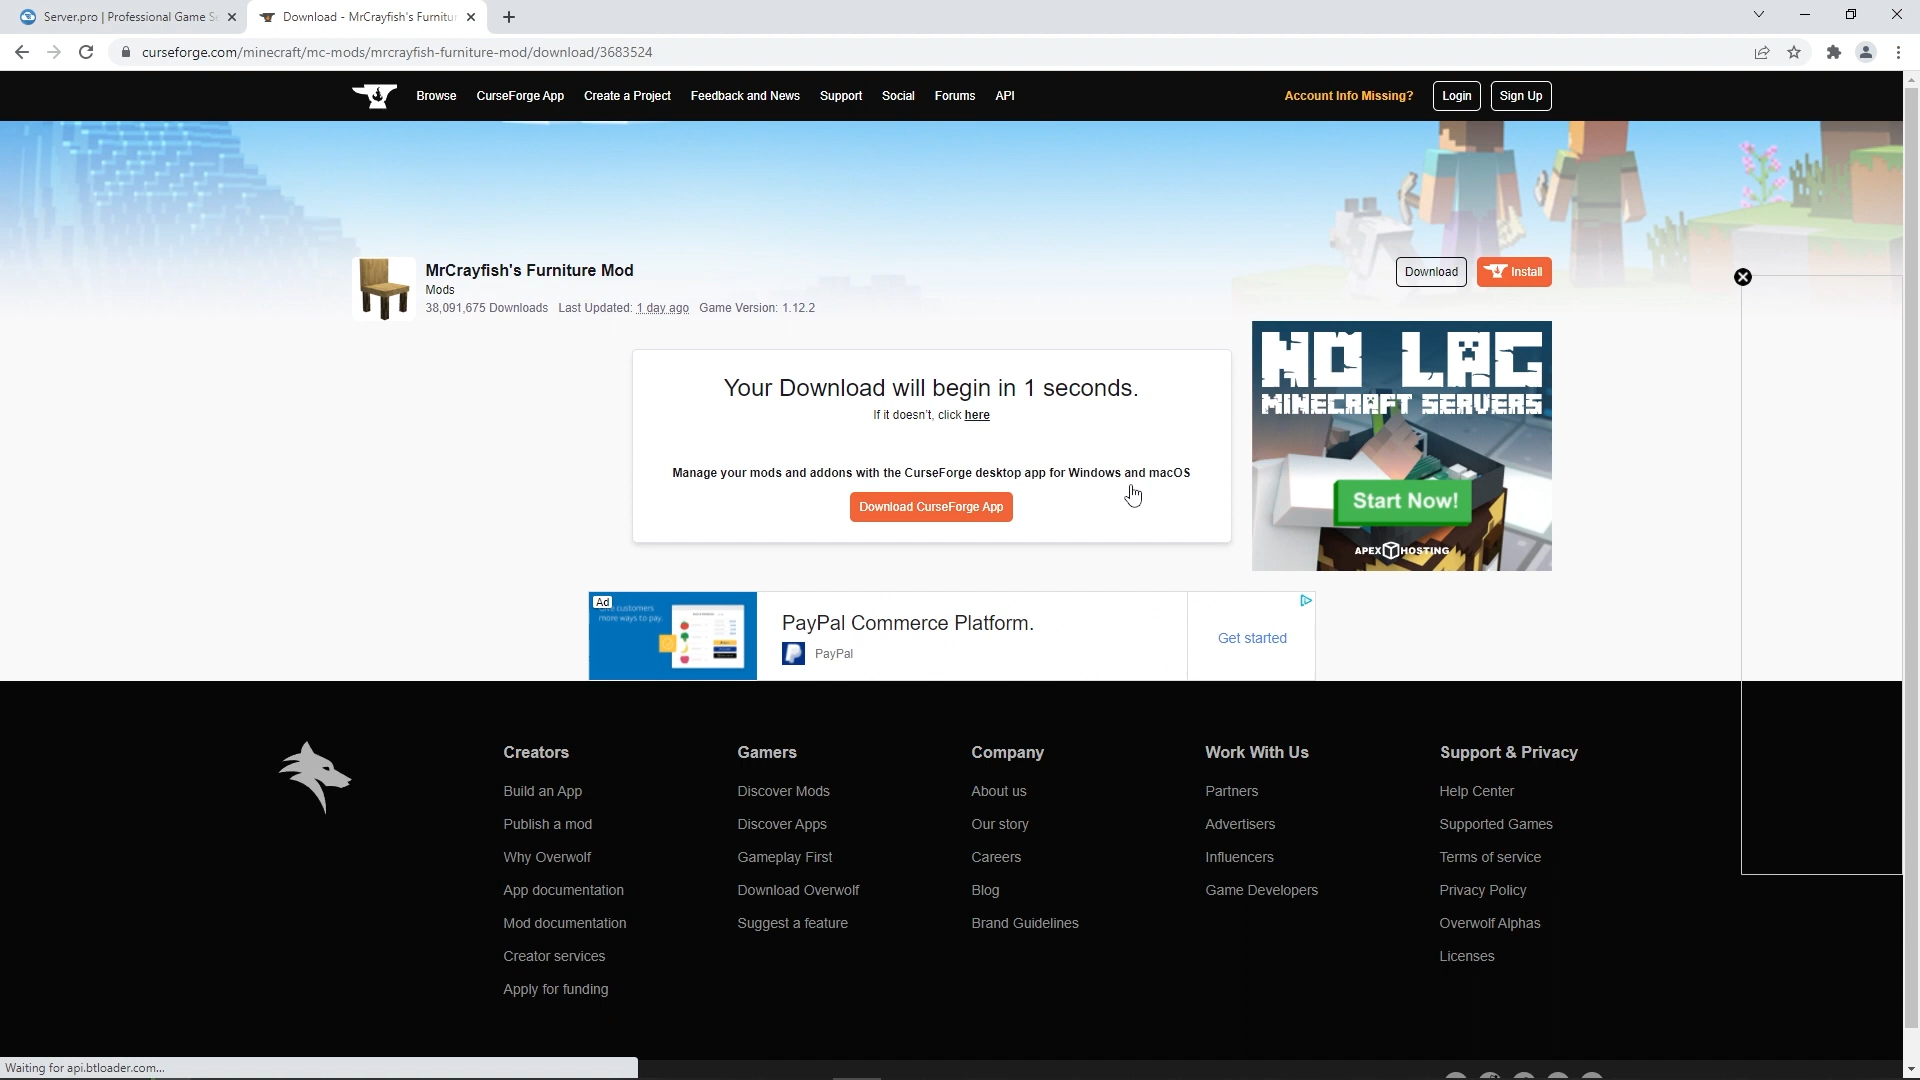 Server.pro | Professional Game Se
Download - MrCrayfish's Furnitur
curseforge.com/minecraft/mc-mods/mrcrayfish-furniture-mod/download/3683524
Browse CurseForge App Create a Project Feedback and News Support Social Forums API
Account Info Missing? Login Sign Up
MrCrayfish's Furniture Mod
Mods
38,091,675 Downloads Last Updated: 1 day ago Game Version: 1.12.2
Download Install
Your Download will begin in 1 seconds.
If it doesn't, click here
Manage your mods and addons with the CurseForge desktop app for Windows and macOS
Download CurseForge App
NO LAG
MINECRAFT SERVERS
Start Now!
APEX HOSTING
Ad
customers
more ways to pay.
PayPal Commerce Platform.
PayPal
Get started
Creators
Build an App
Publish a mod
Why Overwolf
App documentation
Mod documentation
Creator services
Apply for funding
Gamers
Discover Mods
Discover Apps
Gameplay First
Download Overwolf
Suggest a feature
Company
About us
Our story
Careers
Blog
Brand Guidelines
Work With Us
Partners
Advertisers
Influencers
Game Developers
Support & Privacy
Help Center
Supported Games
Terms of service
Privacy Policy
Overwolf Alphas
Licenses
Waiting for api.btloader.com...